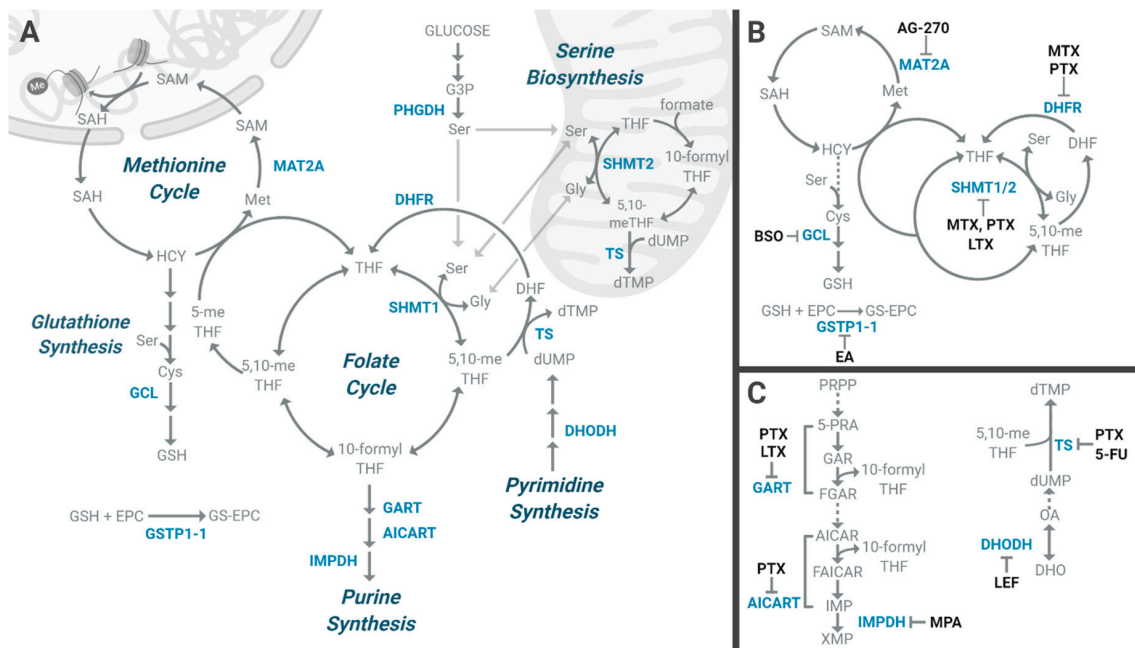 A
GLUCOSE
G3P
PHGDH
Ser
Serine
Biosynthesis
Me
SAM
SAH
SAM
MAT2A
Methionine
Cycle
SAH
Met
HCY
Ser
Gly
SHMT2
THF
formate
10-formyl
THF
5,10-
meTHF
TS
dUMP
dTMP
DHFR
THF
Ser
Gly
SHMT1
DHF
dTMP
TS
dUMP
5-me
THF
Glutathione
Synthesis
Ser
Cys
GCL
GSH
5,10-me
THF
Folate
Cycle
5,10-me
THF
DHODH
Pyrimidine
Synthesis
10-formyl
THF
GART
AICART
IMPDH
Purine
Synthesis
GSH + EPC
GS-EPC
GSTP1-1
B
SAM
AG-270
MAT2A
SAH
Met
MTX
PTX
DHFR
HCY
THF
Ser
DHF
Ser
SHMT1/2
Gly
Cys
BSO
GCL
MTX, PTX
LTX
5,10-me
THF
GSH
GSH + EPC
GS-EPC
GSTP1-1
EA
C
PRPP
5-PRA
PTX
LTX
GART
GAR
10-formyl
THF
FGAR
AICAR
10-formyl
THF
PTX
FAICAR
AICART
IMP
IMPDH
MPA
XMP
dTMP
5,10-me
THF
TS
PTX
5-FU
dUMP
OA
DHODH
LEF
DHO